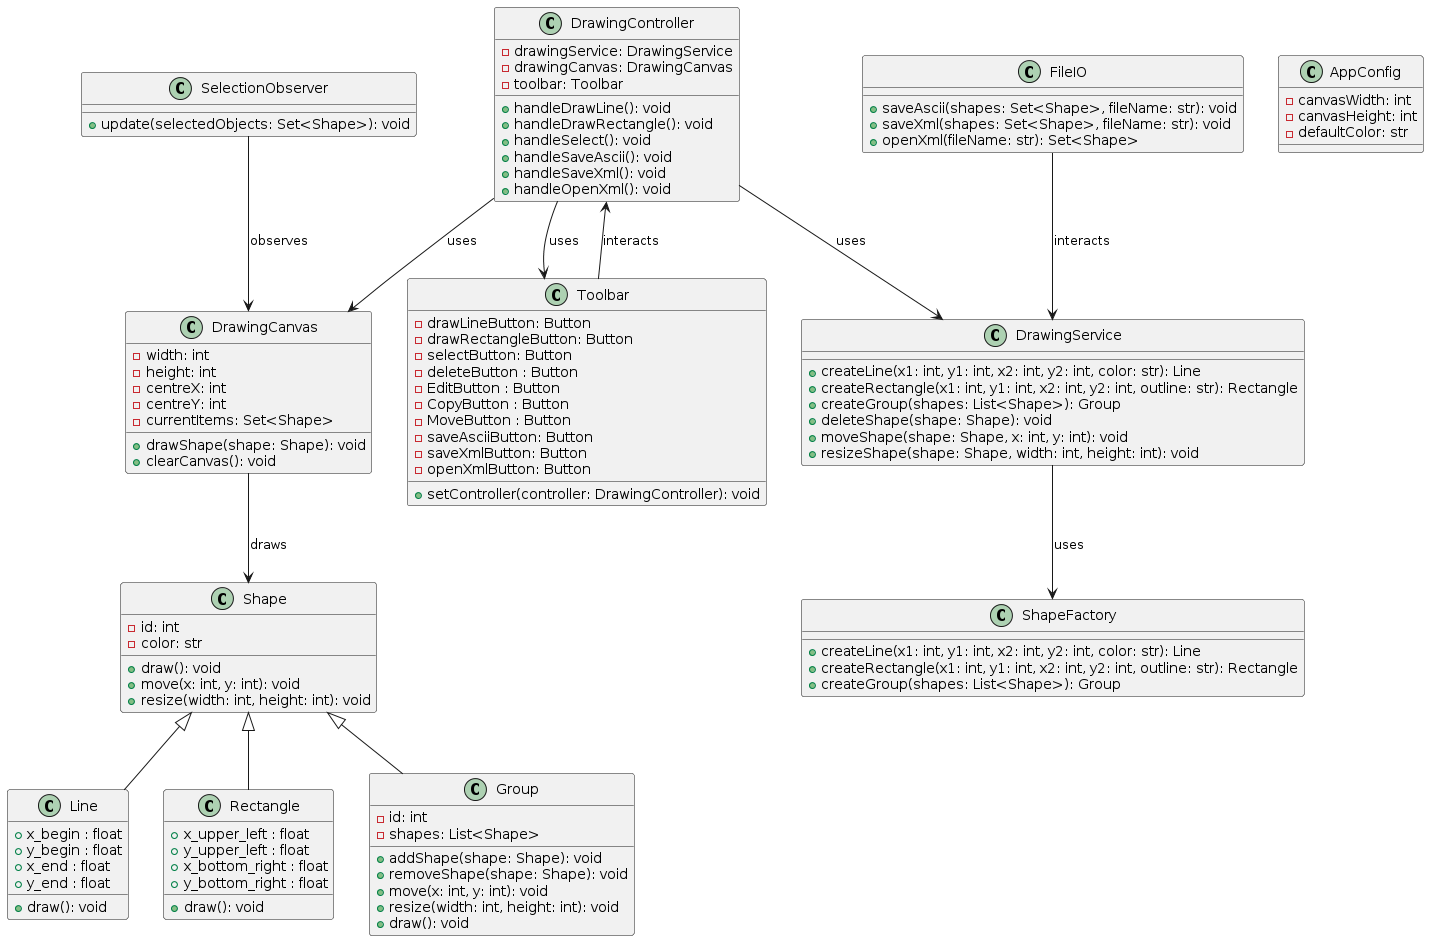 C DrawingController
drawingService: DrawingService
drawingCanvas: DrawingCanvas
toolbar: Toolbar
handleDrawLine(): void
handleDrawRectangle(): void
handleSelect(): void
handleSaveAscii(): void
handleSaveXml(): void
handleOpenXml(): void
C SelectionObserver
update(selectedObjects: Set<Shape>): void
C FileIO
saveAscii(shapes: Set<Shape>, fileName: str): void
saveXml(shapes: Set<Shape>, fileName: str): void
openXml(fileName: str): Set<Shape>
C AppConfig
canvasWidth: int
canvasHeight: int
defaultColor: str
observes
uses
uses
interacts
uses
interacts
C DrawingCanvas
width: int
height: int
centreX: int
centreY: int
currentItems: Set<Shape>
drawShape(shape: Shape): void
clearCanvas(): void
C Toolbar
drawLineButton: Button
drawRectangleButton: Button
selectButton: Button
deleteButton : Button
EditButton : Button
CopyButton : Button
MoveButton : Button
saveAsciiButton: Button
saveXmlButton: Button
openXmlButton: Button
setController(controller: DrawingController): void
C DrawingService
createLine(x1: int, y1: int, x2: int, y2: int, color: str): Line
createRectangle(x1: int, y1: int, x2: int, y2: int, outline: str): Rectangle
createGroup(shapes: List<Shape>): Group
deleteShape(shape: Shape): void
moveShape(shape: Shape, x: int, y: int): void
resizeShape(shape: Shape, width: int, height: int): void
draws
uses
C Shape
id: int
color: str
draw(): void
move(x: int, y: int): void
resize(width: int, height: int): void
C ShapeFactory
createLine(x1: int, y1: int, x2: int, y2: int, color: str): Line
createRectangle(x1: int, y1: int, x2: int, y2: int, outline: str): Rectangle
createGroup(shapes: List<Shape>): Group
C Line
x_begin : float
y_begin : float
x_end : float
y_end : float
draw(): void
C Rectangle
x_upper_left : float
y_upper_left : float
x_bottom_right : float
y_bottom_right : float
draw(): void
C Group
id: int
shapes: List<Shape>
addShape(shape: Shape): void
removeShape(shape: Shape): void
move(x: int, y: int): void
resize(width: int, height: int): void
draw(): void